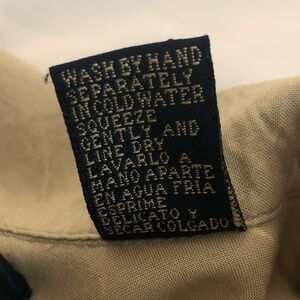 WASH BY HAND
SEPARATELY
IN COLD WATER
SQUEEZE
GENTLY AND
LINE DRY
LAVARLO A
MANO APARTE
EN AGUA FRIA
ESPRIME
DELICATO Y
SECAR COLGADO